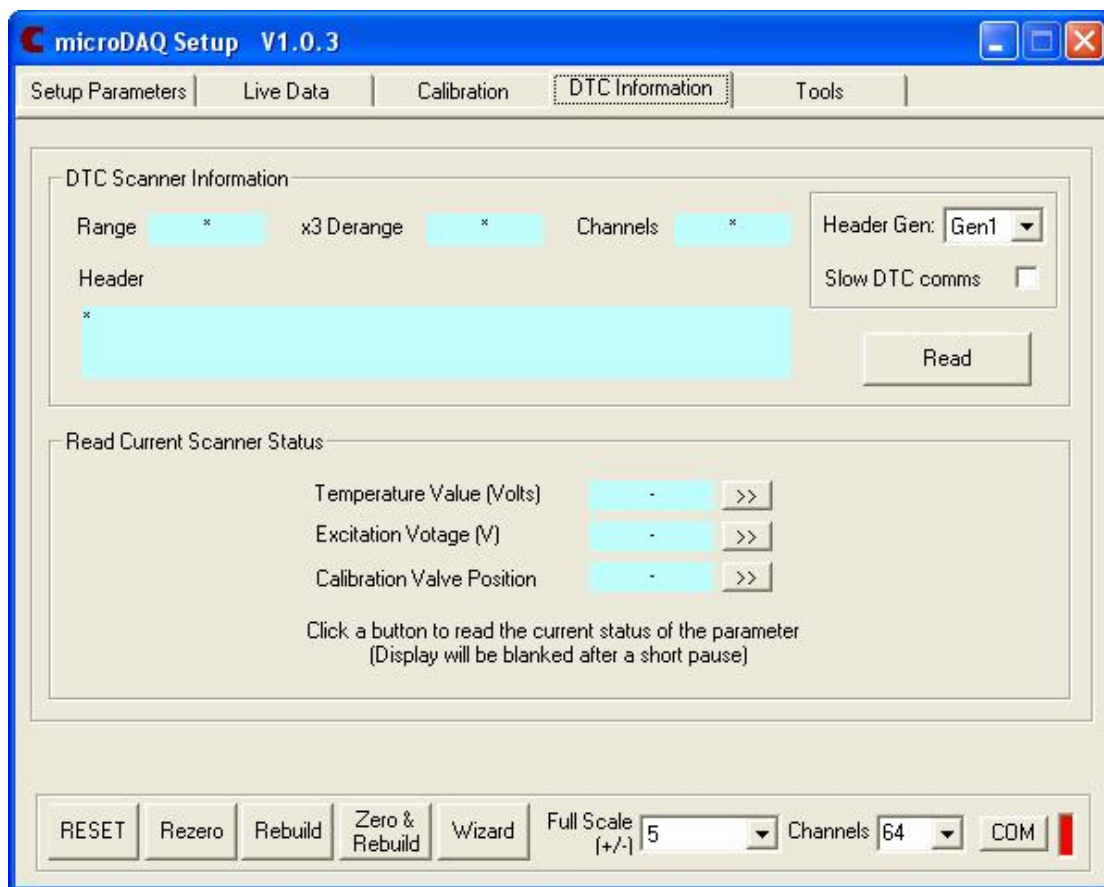 microDAQ Setup V1.0.3
Setup Parameters Live Data Calibration DTC Information Tools
DTC Scanner Information
Range * x3 Derange * Channels * Header Gen: Gen1
Header Slow DTC comms
*
Read
Read Current Scanner Status
Temperature Value (Volts) - >>
Excitation Votage (V) - >>
Calibration Valve Position - >>
Click a button to read the current status of the parameter
(Display will be blanked after a short pause)
RESET Rezero Rebuild Zero & Rebuild Wizard Full Scale (+/-) 5 Channels 64 COM